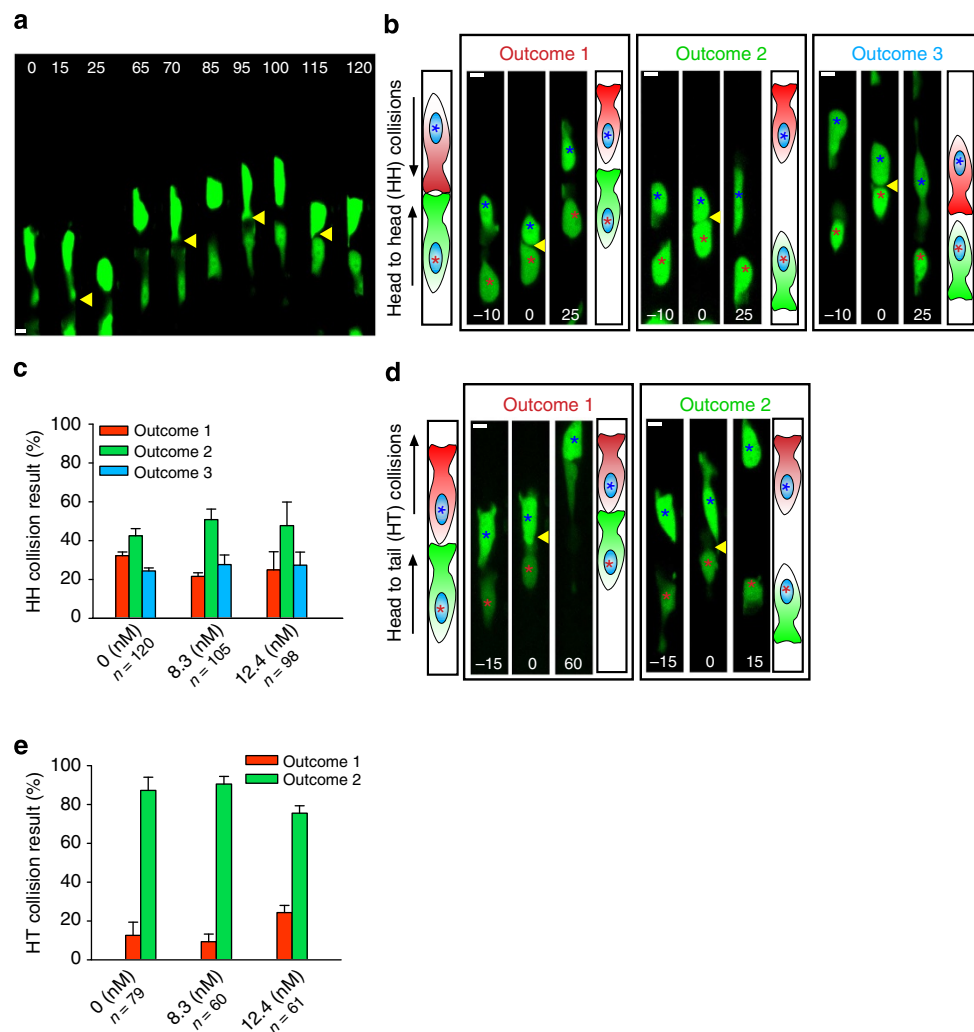 a
0 15 25 65 70 85 95 100 115 120
b
Head to head (HH) collisions
Outcome 1
–10 0 25
Outcome 2
–10 0 25
Outcome 3
–10 0 25
c
HH collision result (%)
100
80
60
40
20
0
Outcome 1
Outcome 2
Outcome 3
0 (nM)
n = 120
8.3 (nM)
n = 105
12.4 (nM)
n = 98
d
Head to tail (HT) collisions
Outcome 1
–15 0 60
Outcome 2
–15 0 15
e
HT collision result (%)
100
80
60
40
20
0
Outcome 1
Outcome 2
0 (nM)
n = 79
8.3 (nM)
n = 60
12.4 (nM)
n = 61